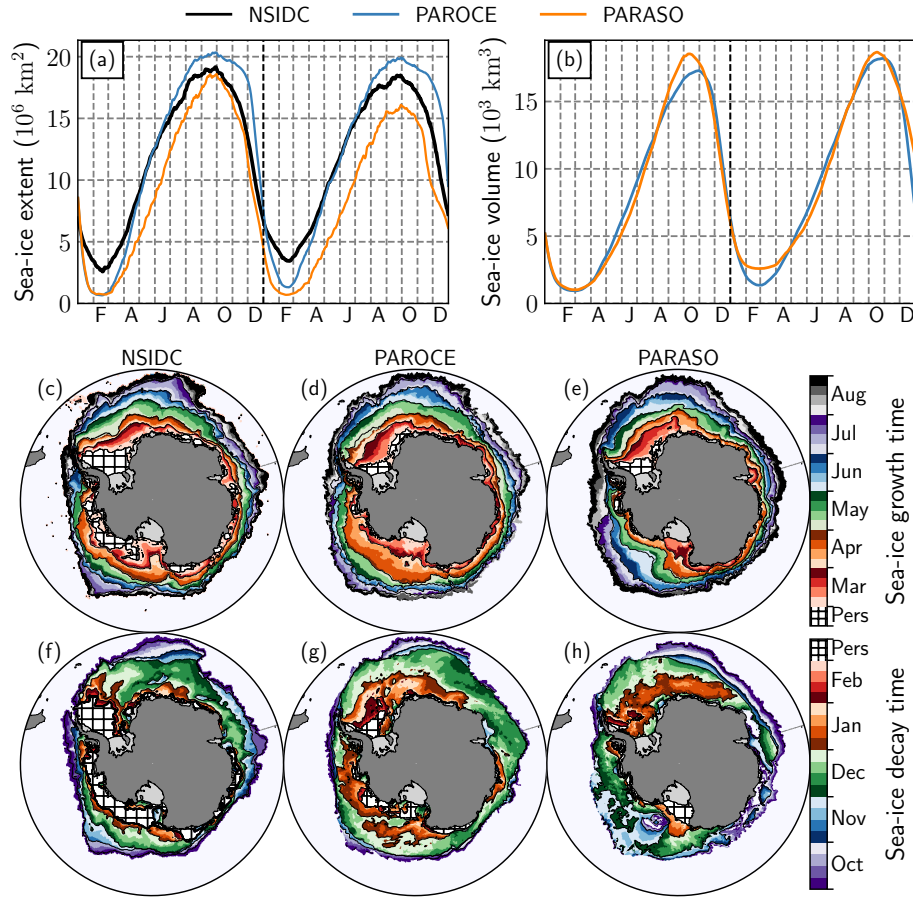 NSIDC PAROCE PARASO
(a)
Sea-ice extent (10⁶ km²)
20
15
10
5
0
F A J A O D F A J A O D
(b)
Sea-ice volume (10³ km³)
15
10
5
0
F A J A O D F A J A O D
NSIDC PAROCE PARASO
(c) (d) (e)
Aug
Jul
Jun
May
Apr
Mar
Pers
Sea-ice growth time
(f) (g) (h)
Pers
Feb
Jan
Dec
Nov
Oct
Sea-ice decay time